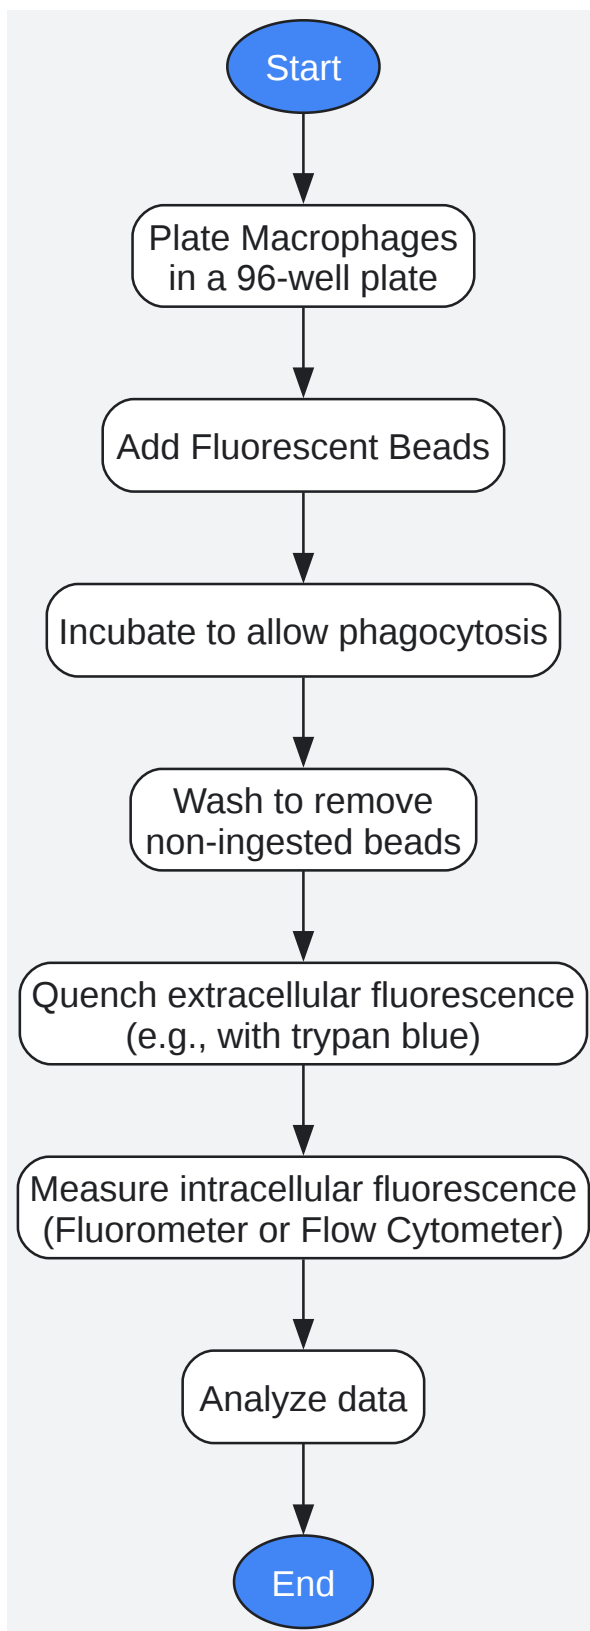 Start
Plate Macrophages
in a 96-well plate
Add Fluorescent Beads
Incubate to allow phagocytosis
Wash to remove
non-ingested beads
Quench extracellular fluorescence
(e.g., with trypan blue)
Measure intracellular fluorescence
(Fluorometer or Flow Cytometer)
Analyze data
End